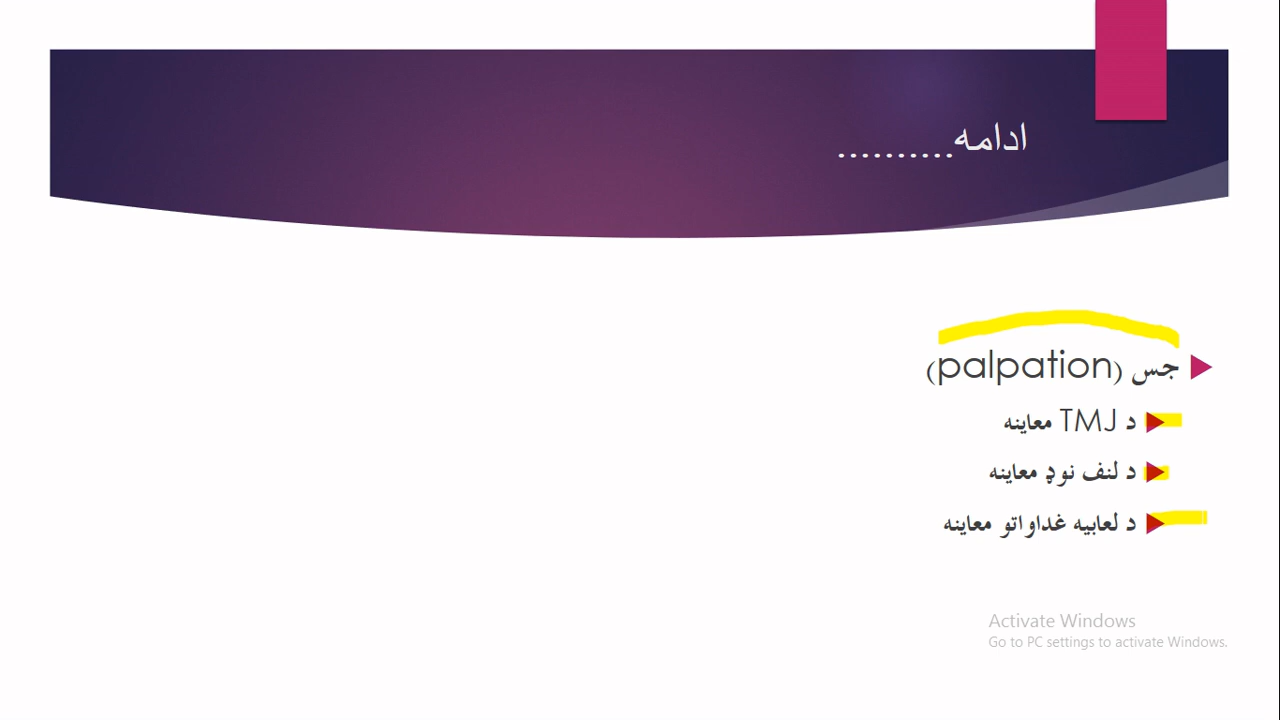 ادامه..........
جس (palpation)
د TMJ معاینه
د لنف نوډ معاینه
د لعابیه غداواتو معاینه
Activate Windows
Go to PC settings to activate Windows.